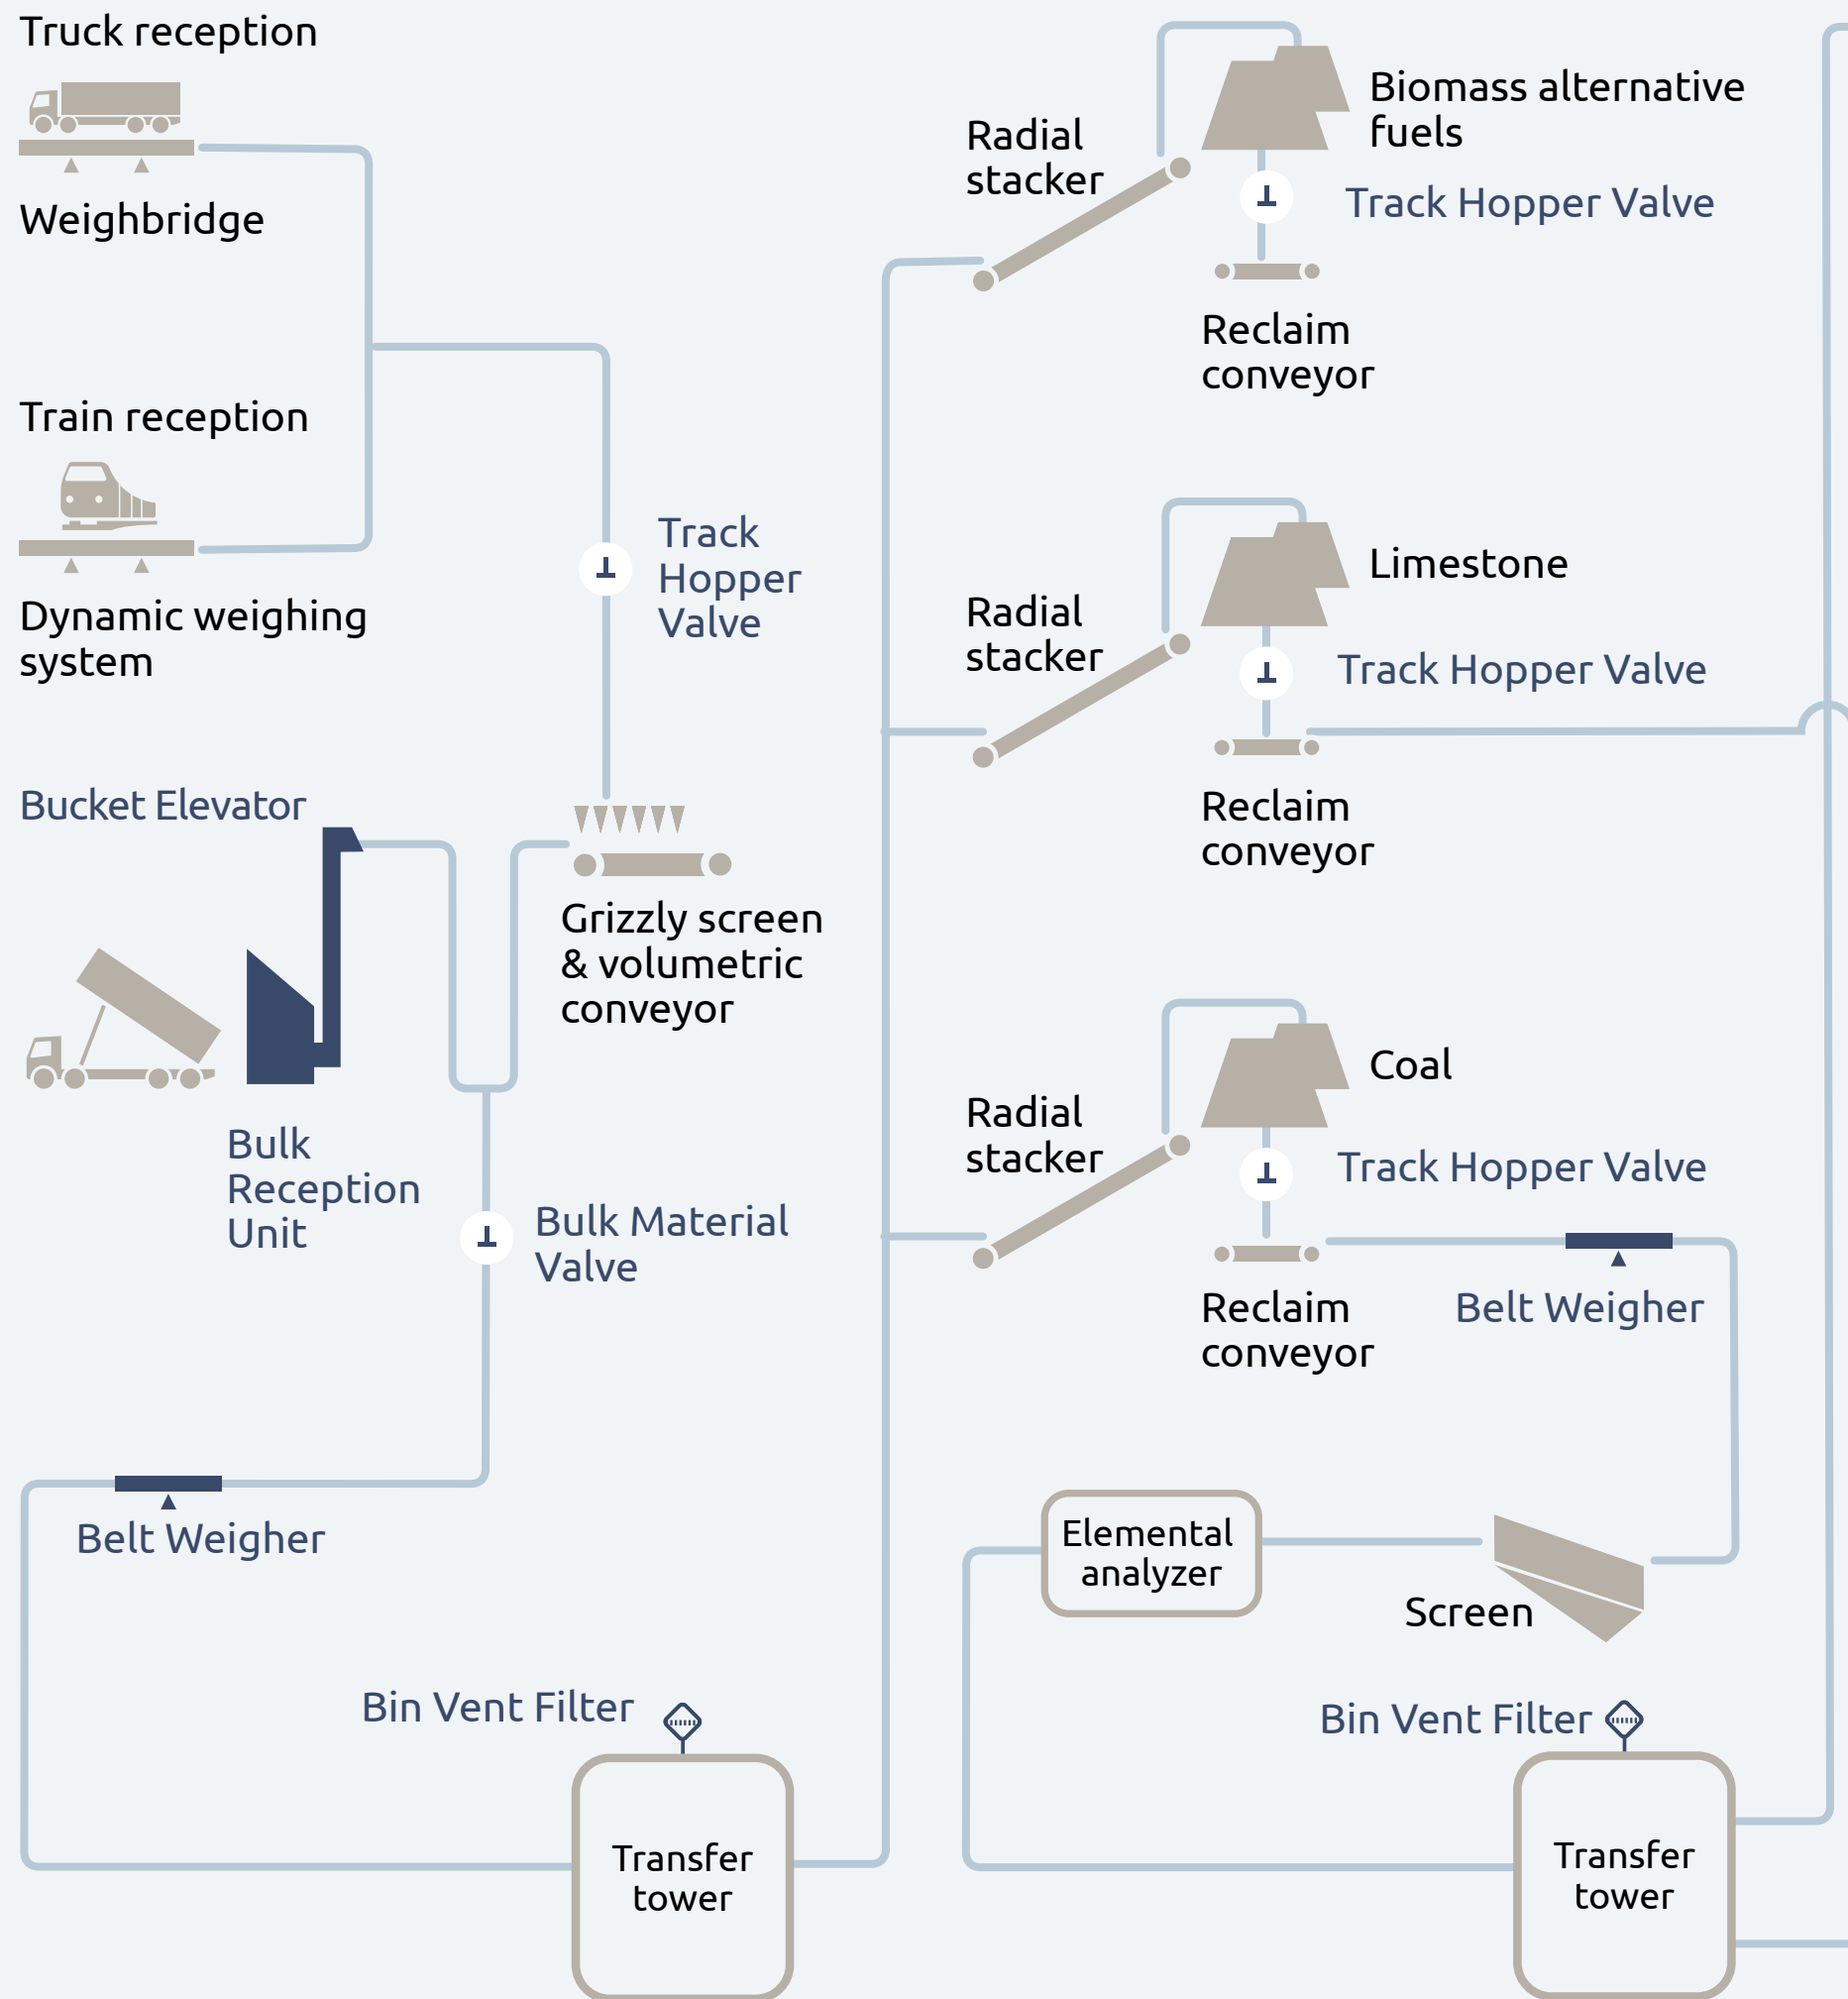 Truck reception
Weighbridge
Train reception
Dynamic weighing
system
Track
Hopper
Valve
Bucket Elevator
Grizzly screen
& volumetric
conveyor
Bulk
Reception
Unit
Bulk Material
Valve
Belt Weigher
Bin Vent Filter
Transfer
tower
Radial
stacker
Biomass alternative
fuels
Track Hopper Valve
Reclaim
conveyor
Radial
stacker
Limestone
Track Hopper Valve
Reclaim
conveyor
Radial
stacker
Coal
Track Hopper Valve
Reclaim
conveyor
Belt Weigher
Elemental
analyzer
Screen
Bin Vent Filter
Transfer
tower